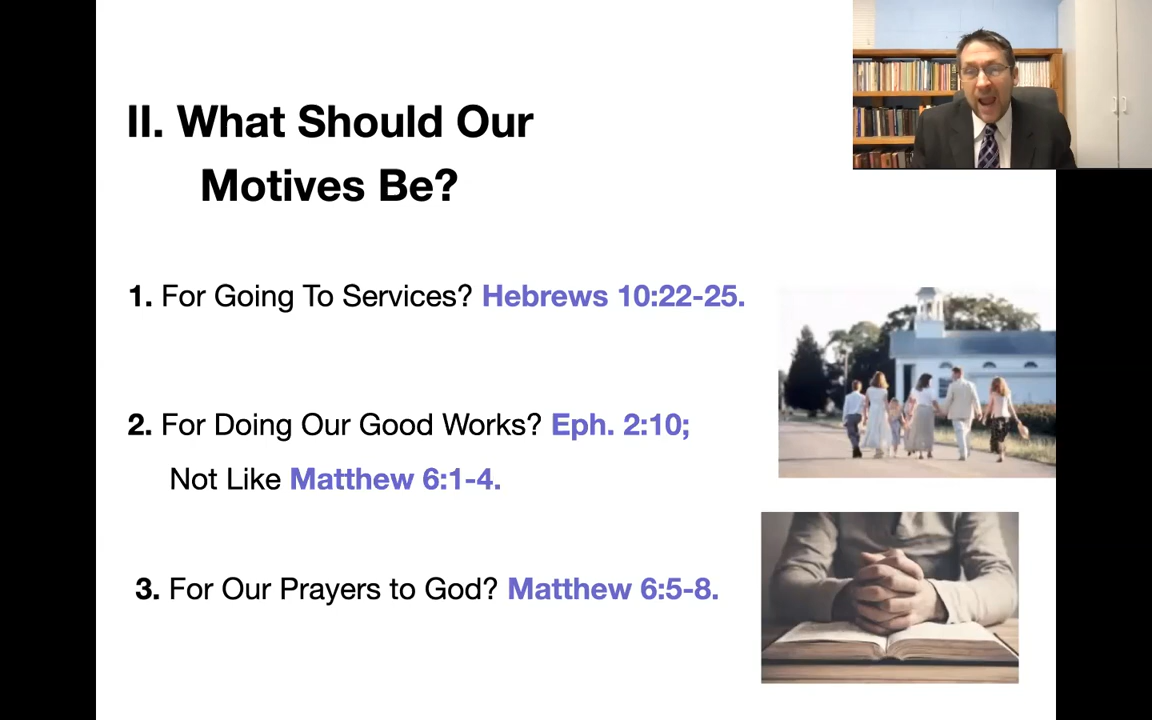 II. What Should Our
Motives Be?
1. For Going To Services? Hebrews 10:22-25.
2. For Doing Our Good Works? Eph. 2:10;
Not Like Matthew 6:1-4.
3. For Our Prayers to God? Matthew 6:5-8.